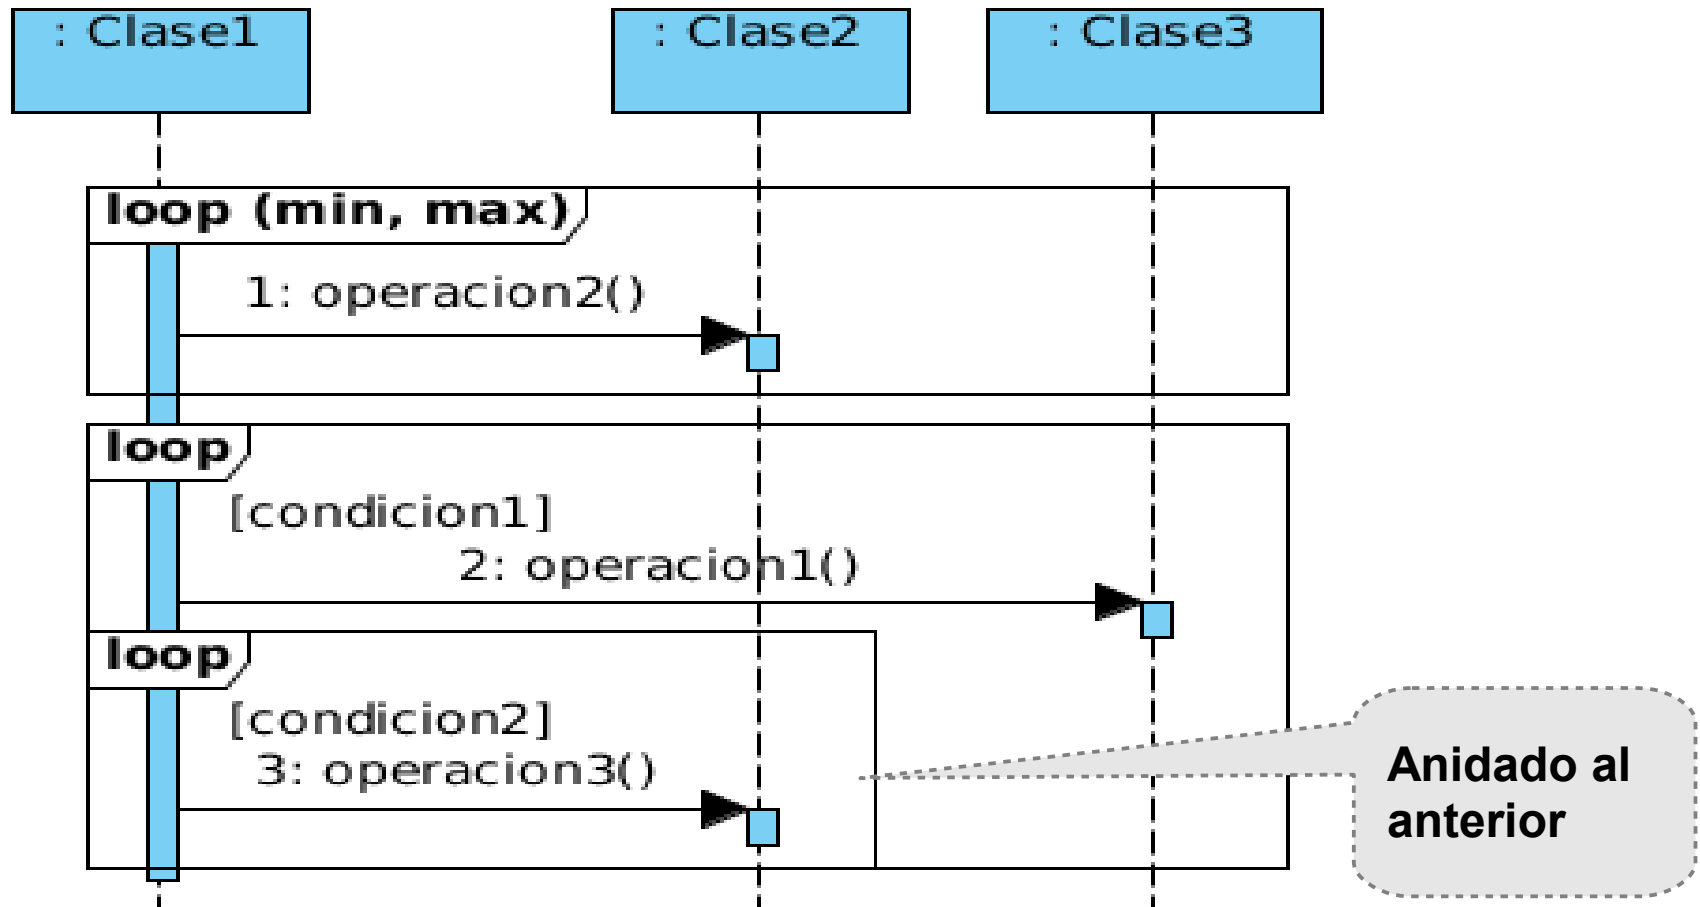 : Clase1
: Clase2
: Clase3
loop (min, max)
1: operacion2()
loop
[condicion1]
2: operacion1()
loop
[condicion2]
3: operacion3()
Anidado al
anterior